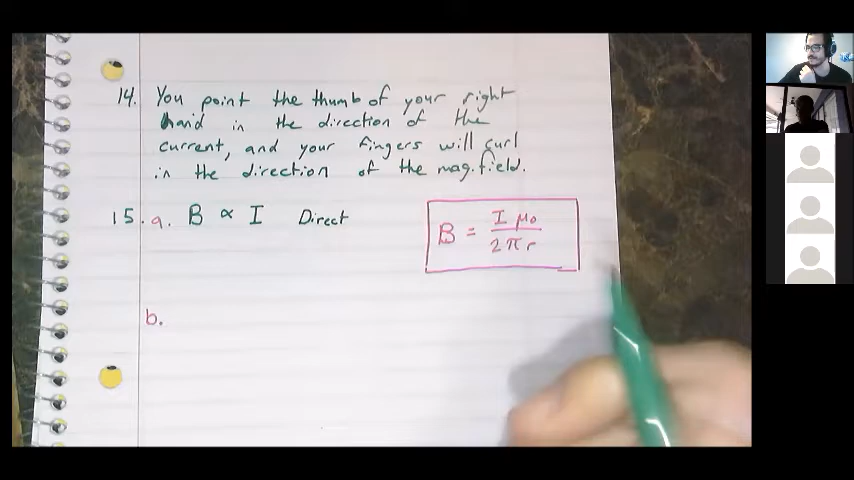 14. You point the thumb of your right
hand in the direction of the
current, and your fingers will curl
in the direction of the mag. field.
15. a. B ∝ I Direct
B = I μ₀ / 2πr
b.